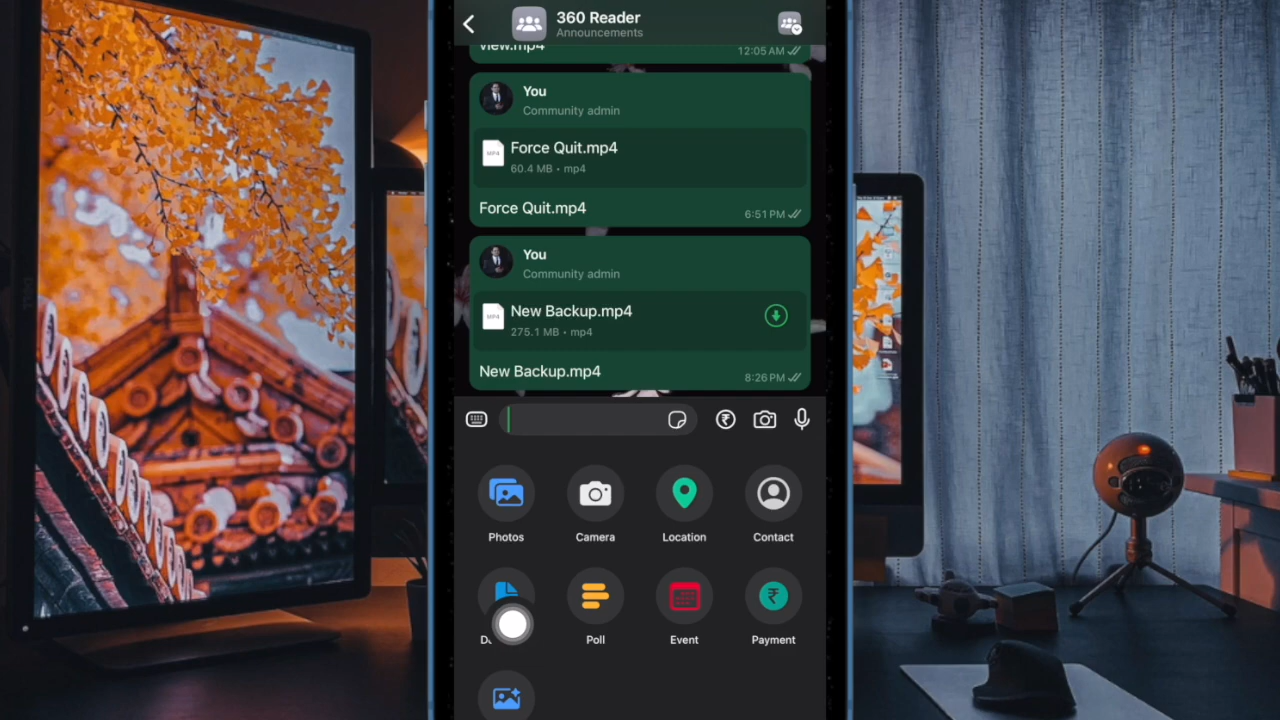 360 Reader
Announcements
View.mp4
12:05 AM
You
Community admin
MP4
Force Quit.mp4
60.4 MB • mp4
Force Quit.mp4
6:51 PM
You
Community admin
MP4
New Backup.mp4
275.1 MB • mp4
New Backup.mp4
8:26 PM
Photos
Camera
Location
Contact
Poll
Event
Payment